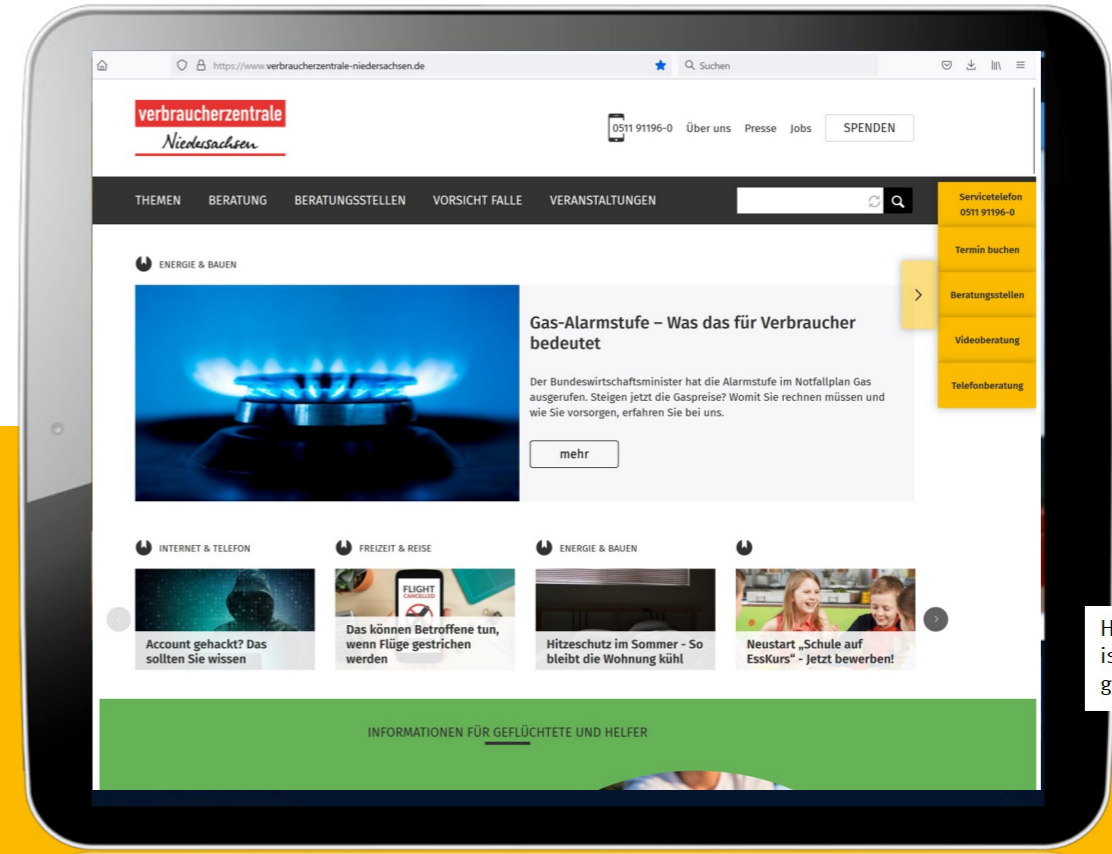 https://www.verbraucherzentrale-niedersachsen.de
Suchen
verbraucherzentrale
Niedersachsen
0511 91196-0 Über uns Presse Jobs SPENDEN
THEMEN BERATUNG BERATUNGSSTELLEN VORSICHT FALLE VERANSTALTUNGEN
Servicetelefon
0511 91196-0
Termin buchen
Beratungsstellen
Videoberatung
Telefonberatung
ENERGIE & BAUEN
Gas-Alarmstufe – Was das für Verbraucher
bedeutet
Der Bundeswirtschaftsminister hat die Alarmstufe im Notfallplan Gas
ausgerufen. Steigen jetzt die Gaspreise? Womit Sie rechnen müssen und
wie Sie vorsorgen, erfahren Sie bei uns.
mehr
INTERNET & TELEFON
Account gehackt? Das
sollten Sie wissen
FREIZEIT & REISE
FLIGHT
CANCELLED
Das können Betroffene tun,
wenn Flüge gestrichen
werden
ENERGIE & BAUEN
Hitzeschutz im Sommer - So
bleibt die Wohnung kühl
Neustart „Schule auf
EssKurs“ - Jetzt bewerben!
INFORMATIONEN FÜR GEFLÜCHTETE UND HELFER